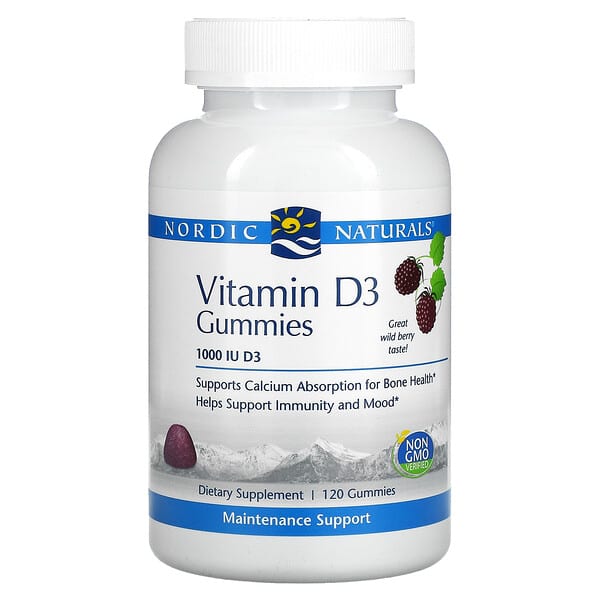 NORDIC NATURALS®
Vitamin D3
Gummies
1000 IU D3
Great
wild berry
taste!
Supports Calcium Absorption for Bone Health*
Helps Support Immunity and Mood*
NON
GMO
VERIFIED
Dietary Supplement | 120 Gummies
Maintenance Support